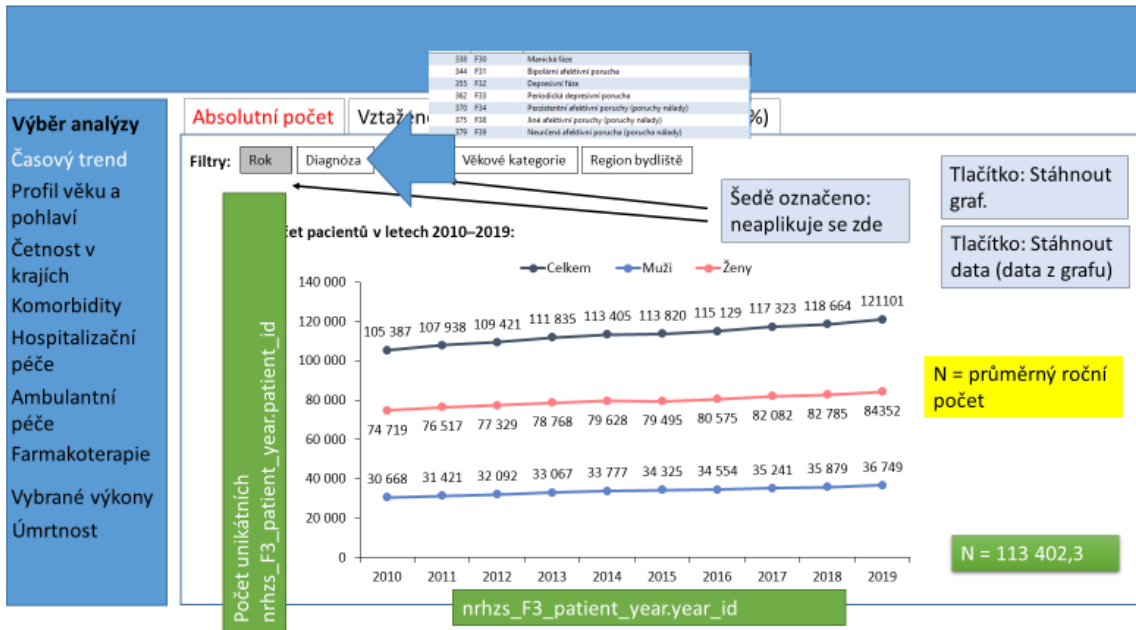 338 F30 Manická fáze
344 F31 Bipolární afektivní porucha
355 F32 Depresivní fáze
362 F33 Periodická depresivní porucha
370 F34 Perzistentní afektivní poruchy (poruchy nálady)
375 F38 Jiné afektivní poruchy (poruchy nálady)
379 F39 Neurčená afektivní porucha (porucha nálady)
Absolutní počet
%)
Výběr analýzy
Časový trend
Profil věku a
pohlaví
Četnost v
krajích
Komorbidity
Hospitalizační
péče
Ambulantní
péče
Farmakoterapie
Vybrané výkony
Úmrtnost
Filtry: Rok Diagnóza Věkové kategorie Region bydliště
Šedě označeno:
neaplikuje se zde
Tlačítko: Stáhnout
graf.
Tlačítko: Stáhnout
data (data z grafu)
pacientů v letech 2010–2019:
Celkem Muži Ženy
140 000
120 000
100 000
80 000
60 000
40 000
20 000
0
105 387 107 938 109 421 111 835 113 405 113 820 115 129 117 323 118 664 121101
74 719 76 517 77 329 78 768 79 628 79 495 80 575 82 082 82 785 84352
30 668 31 421 32 092 33 067 33 777 34 325 34 554 35 241 35 879 36 749
2010 2011 2012 2013 2014 2015 2016 2017 2018 2019
Počet unikátních
nrhzs_F3_patient_year.patient_id
nrhzs_F3_patient_year.year_id
N = průměrný roční
počet
N = 113 402,3